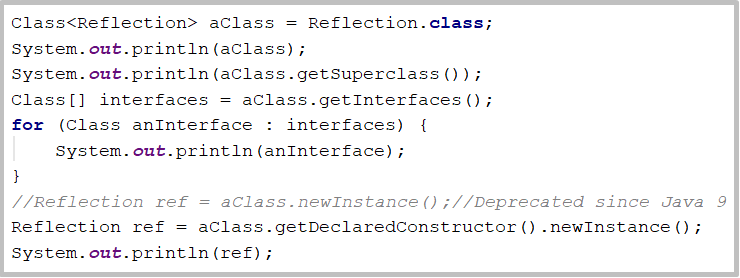 Class<Reflection> aClass = Reflection.class;
System.out.println(aClass);
System.out.println(aClass.getSuperclass());
Class[] interfaces = aClass.getInterfaces();
for (Class anInterface : interfaces) {
    System.out.println(anInterface);
}
//Reflection ref = aClass.newInstance();//Deprecated since Java 9
Reflection ref = aClass.getDeclaredConstructor().newInstance();
System.out.println(ref);